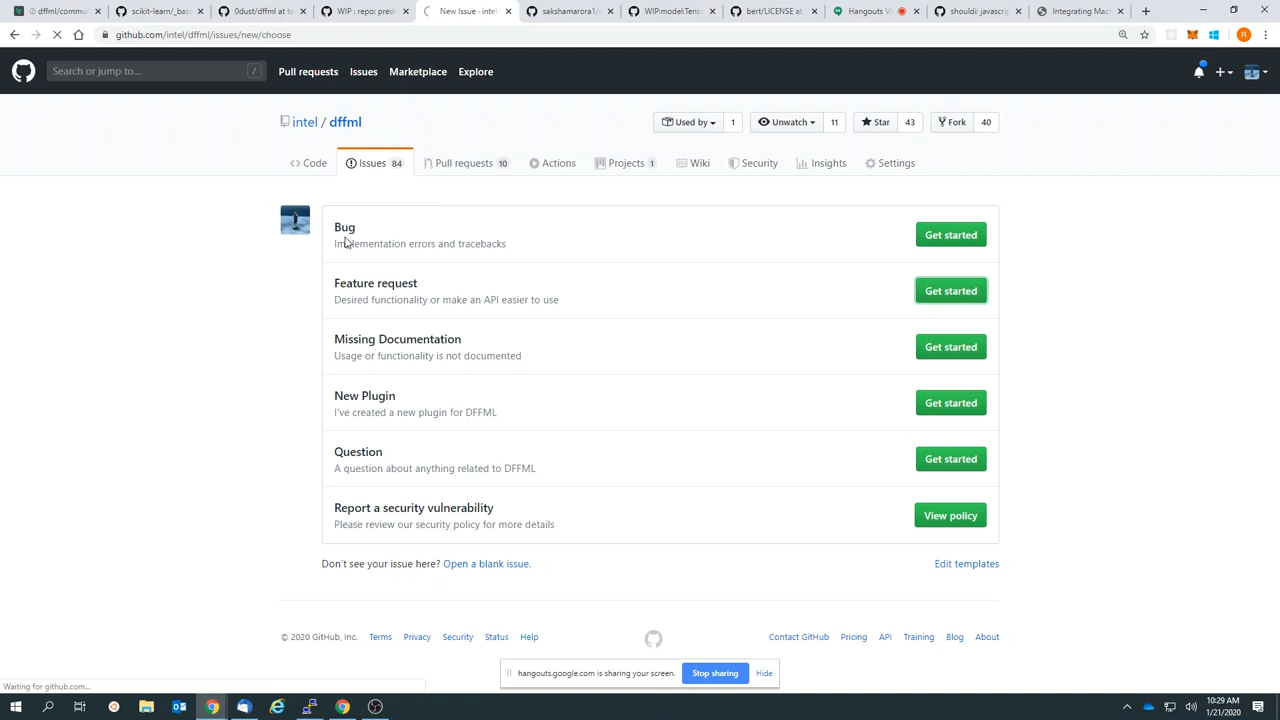 dffml/commu
scikit-learn/_base
0dust/dffml at te
WIP : repo: pred
New Issue · intel
sakshamarora1/d
WIP:model:Tens
bert/LICENSE at
Hangouts V
shouldi: javascrip
Integrating Mac
github.com/intel/dffml/issues/new/choose
R
Search or jump to...
/
Pull requests
Issues
Marketplace
Explore
intel / dffml
Used by
1
Unwatch
11
Star
43
Fork
40
Code
Issues 84
Pull requests 10
Actions
Projects 1
Wiki
Security
Insights
Settings
Bug
Implementation errors and tracebacks
Get started
Feature request
Desired functionality or make an API easier to use
Get started
Missing Documentation
Usage or functionality is not documented
Get started
New Plugin
I've created a new plugin for DFFML
Get started
Question
A question about anything related to DFFML
Get started
Report a security vulnerability
Please review our security policy for more details
View policy
Don't see your issue here? Open a blank issue.
Edit templates
© 2020 GitHub, Inc.
Terms
Privacy
Security
Status
Help
Contact GitHub
Pricing
API
Training
Blog
About
hangouts.google.com is sharing your screen.
Stop sharing
Hide
Waiting for github.com...
10:29 AM
1/21/2020